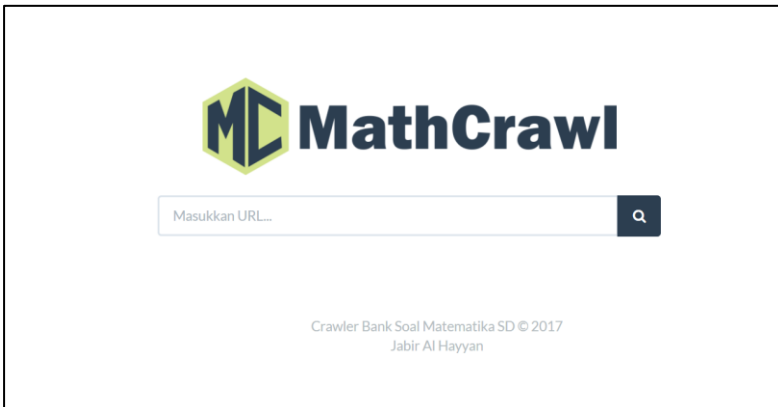 MC MathCrawl
Masukkan URL...
Crawler Bank Soal Matematika SD © 2017
Jabir Al Hayyan